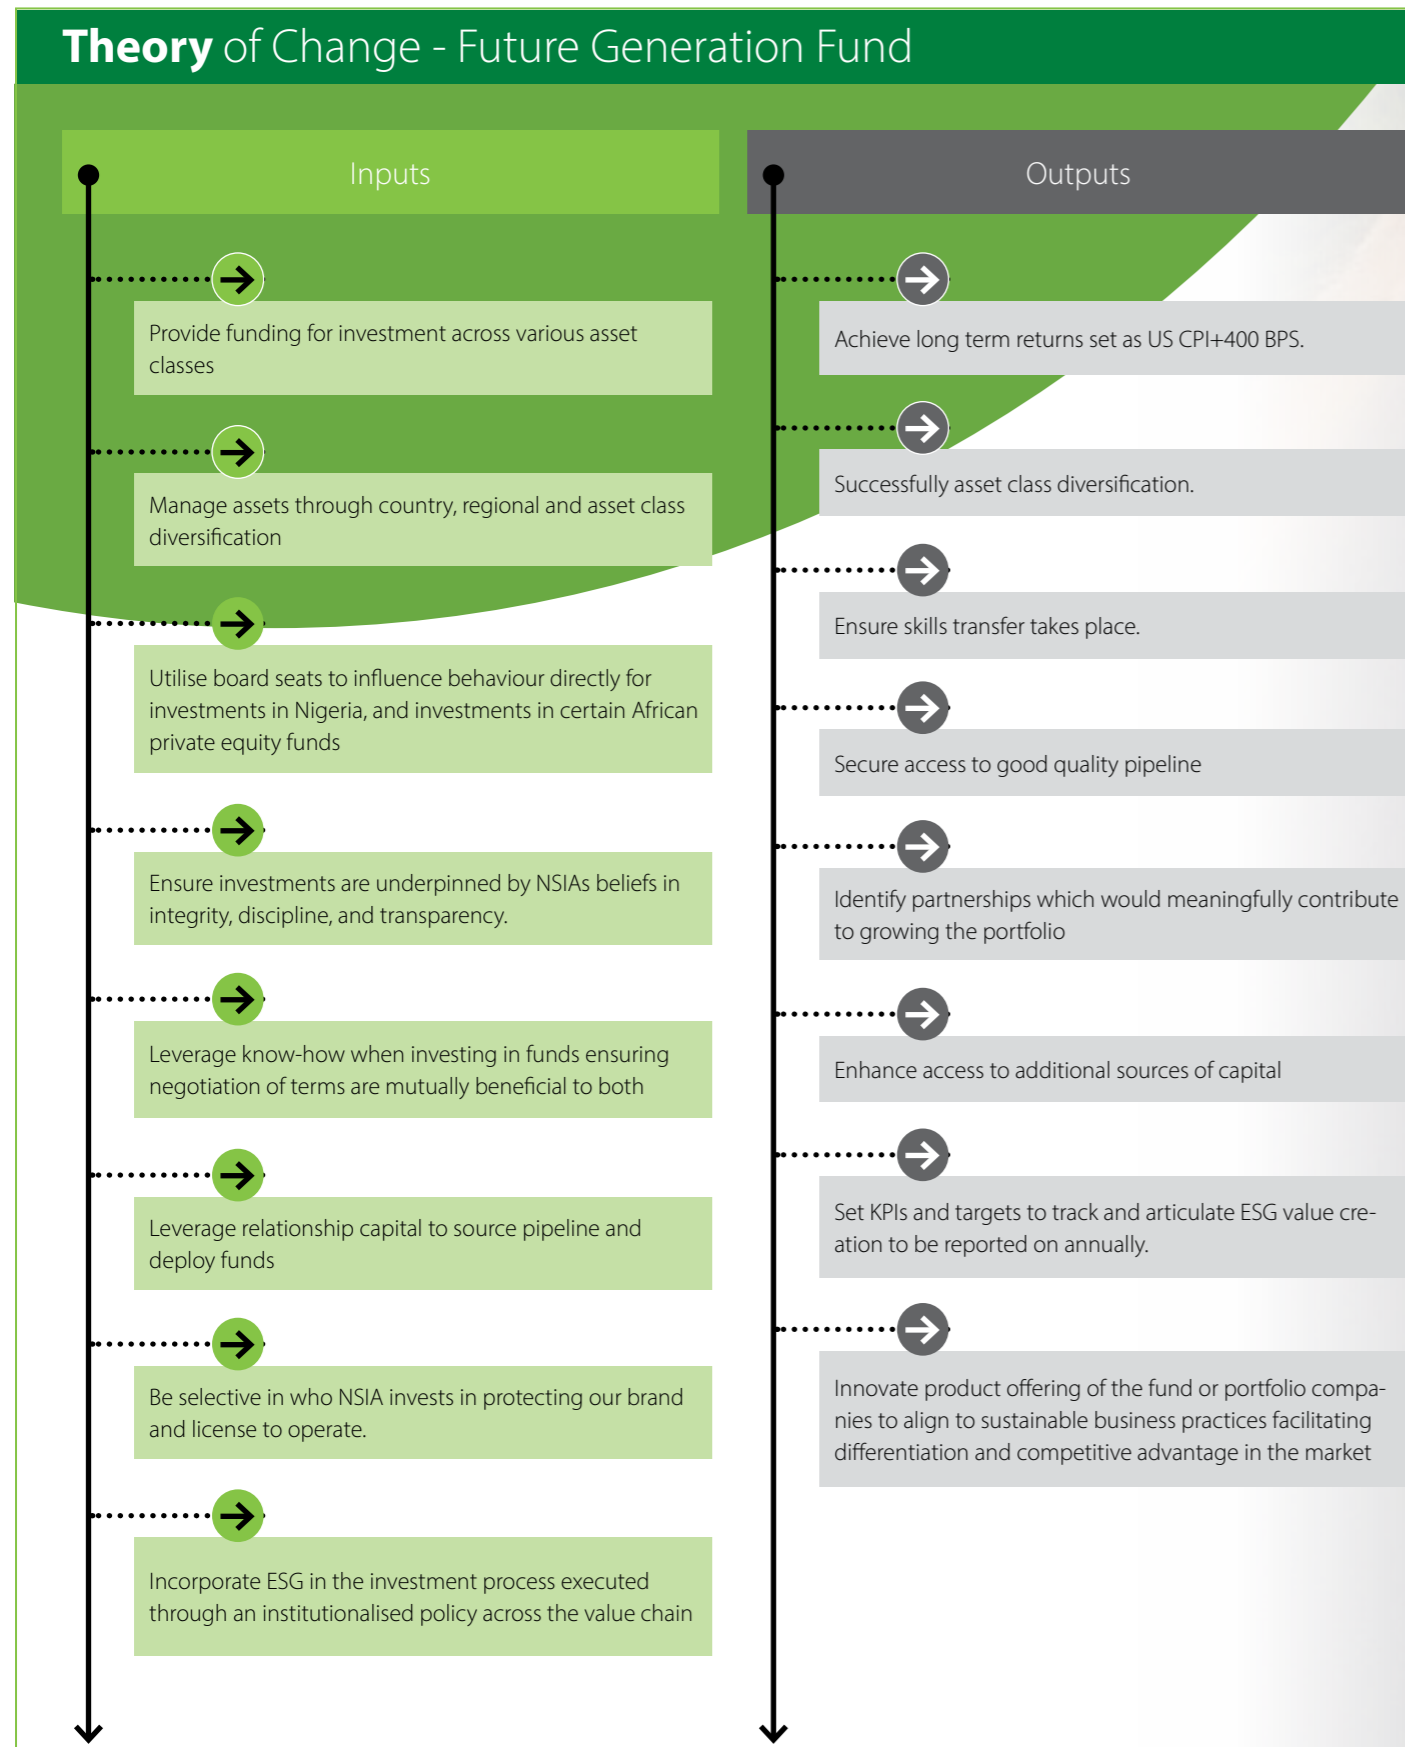 Theory of Change - Future Generation Fund
Inputs
Provide funding for investment across various asset
classes
Manage assets through country, regional and asset class
diversification
Utilise board seats to influence behaviour directly for
investments in Nigeria, and investments in certain African
private equity funds
Ensure investments are underpinned by NSIAs beliefs in
integrity, discipline, and transparency.
Leverage know-how when investing in funds ensuring
negotiation of terms are mutually beneficial to both
Leverage relationship capital to source pipeline and
deploy funds
Be selective in who NSIA invests in protecting our brand
and license to operate.
Incorporate ESG in the investment process executed
through an institutionalised policy across the value chain
Outputs
Achieve long term returns set as US CPI+400 BPS.
Successfully asset class diversification.
Ensure skills transfer takes place.
Secure access to good quality pipeline
Identify partnerships which would meaningfully contribute
to growing the portfolio
Enhance access to additional sources of capital
Set KPIs and targets to track and articulate ESG value cre-
ation to be reported on annually.
Innovate product offering of the fund or portfolio compa-
nies to align to sustainable business practices facilitating
differentiation and competitive advantage in the market